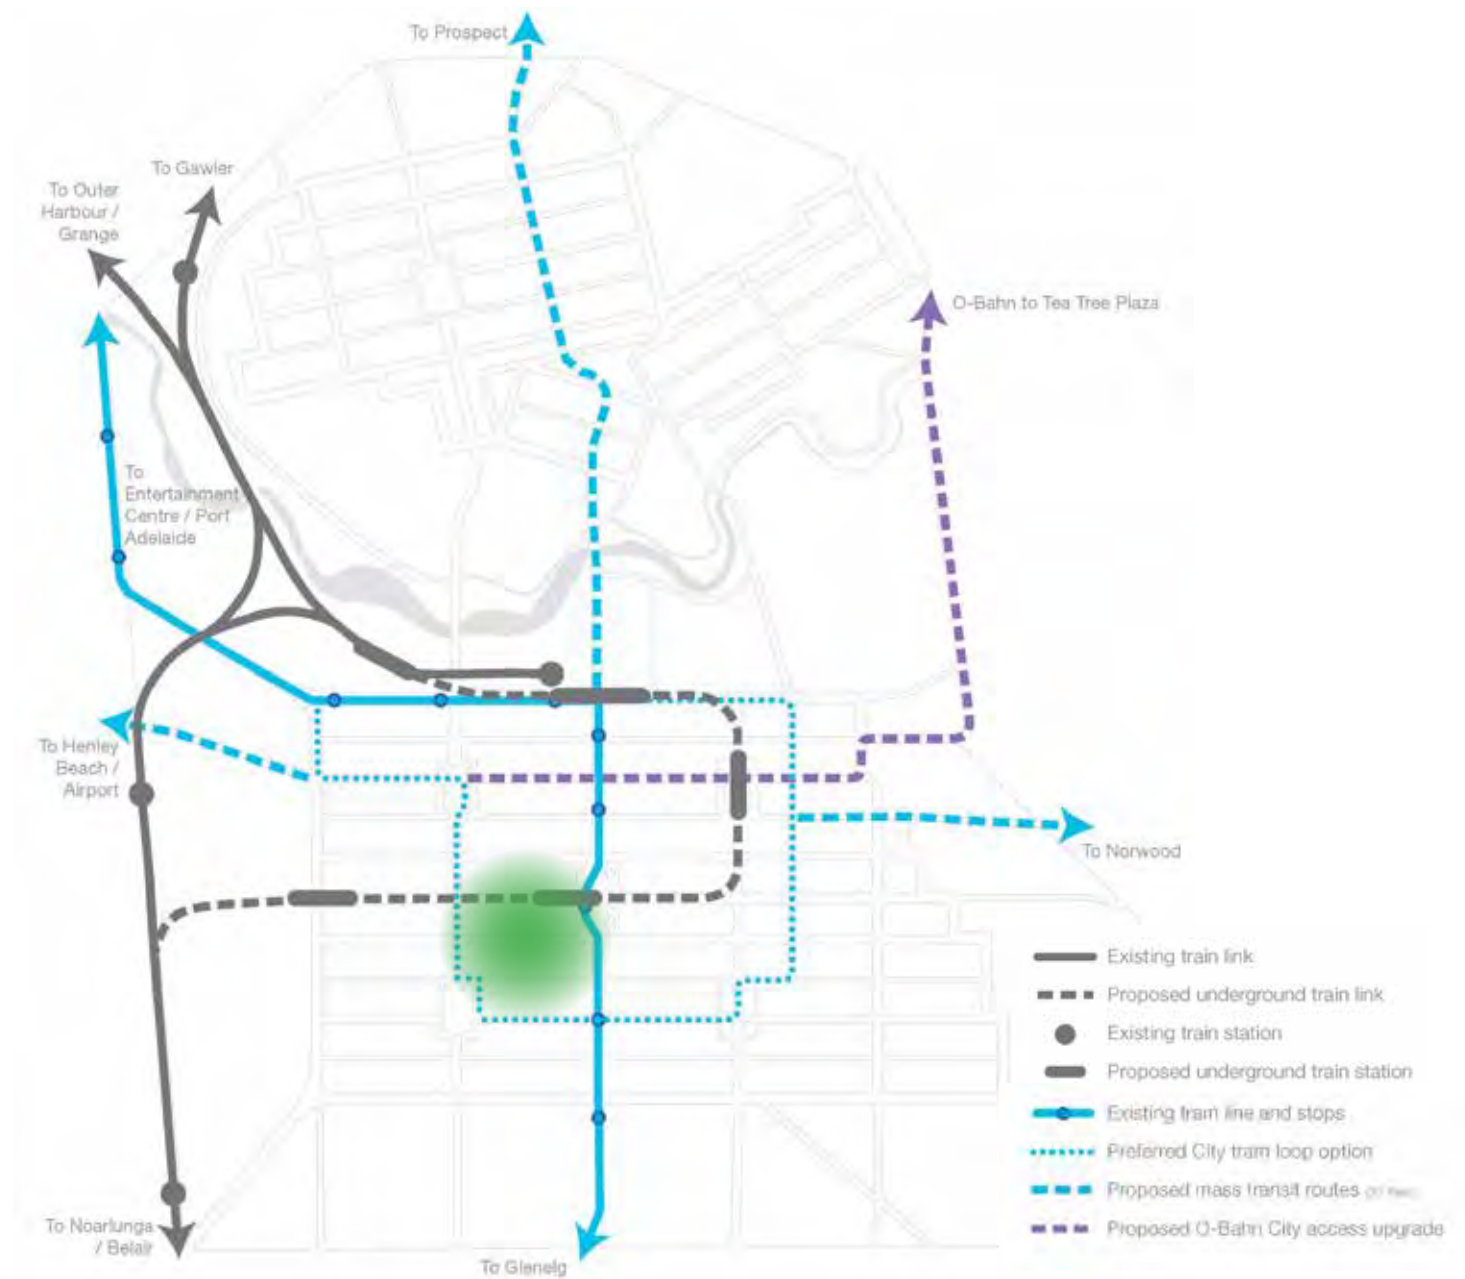 To Prospect
To Gawler
To Outer
Harbour /
Grange
O-Bahn to Tea Tree Plaza
To
Entertainment
Centre / Port
Adelaide
To Henley
Beach /
Airport
To Norwood
Existing train link
Proposed underground train link
Existing train station
Proposed underground train station
Existing tram line and stops
Preferred City tram loop option
Proposed mass transit routes
Proposed O-Bahn City access upgrade
To Noarlunga
/ Belair
To Glenelg